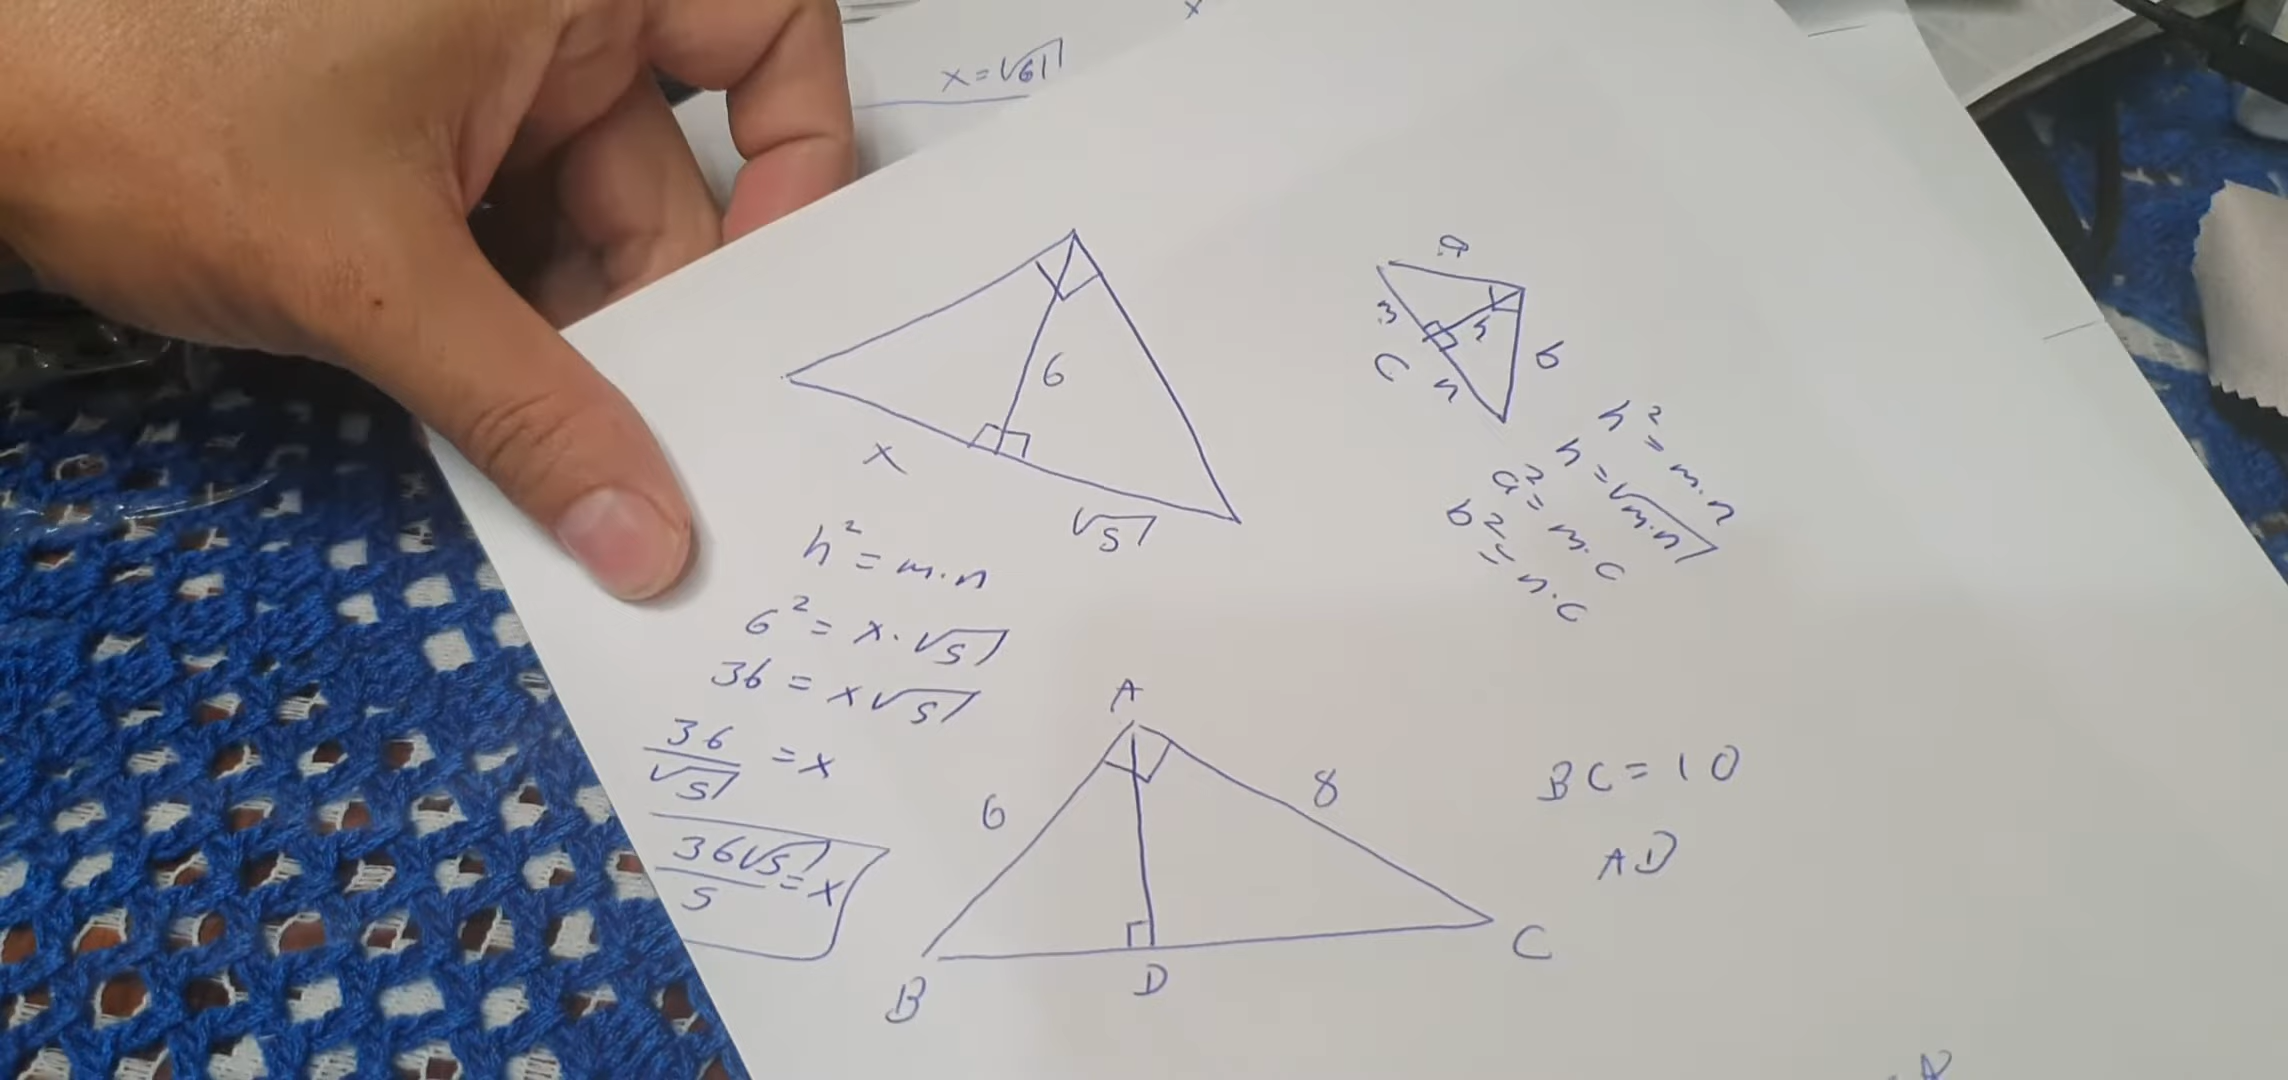 x = √61
6
x
√5
h² = m.n
6² = x.√5
36 = x√5
36/√5 = x
36√5/5 = x
a
h
b
c
n
h² = m.n
h = √m.n
a² = m.c
b² = n.c
A
6
8
B
D
C
BC = 10
AD